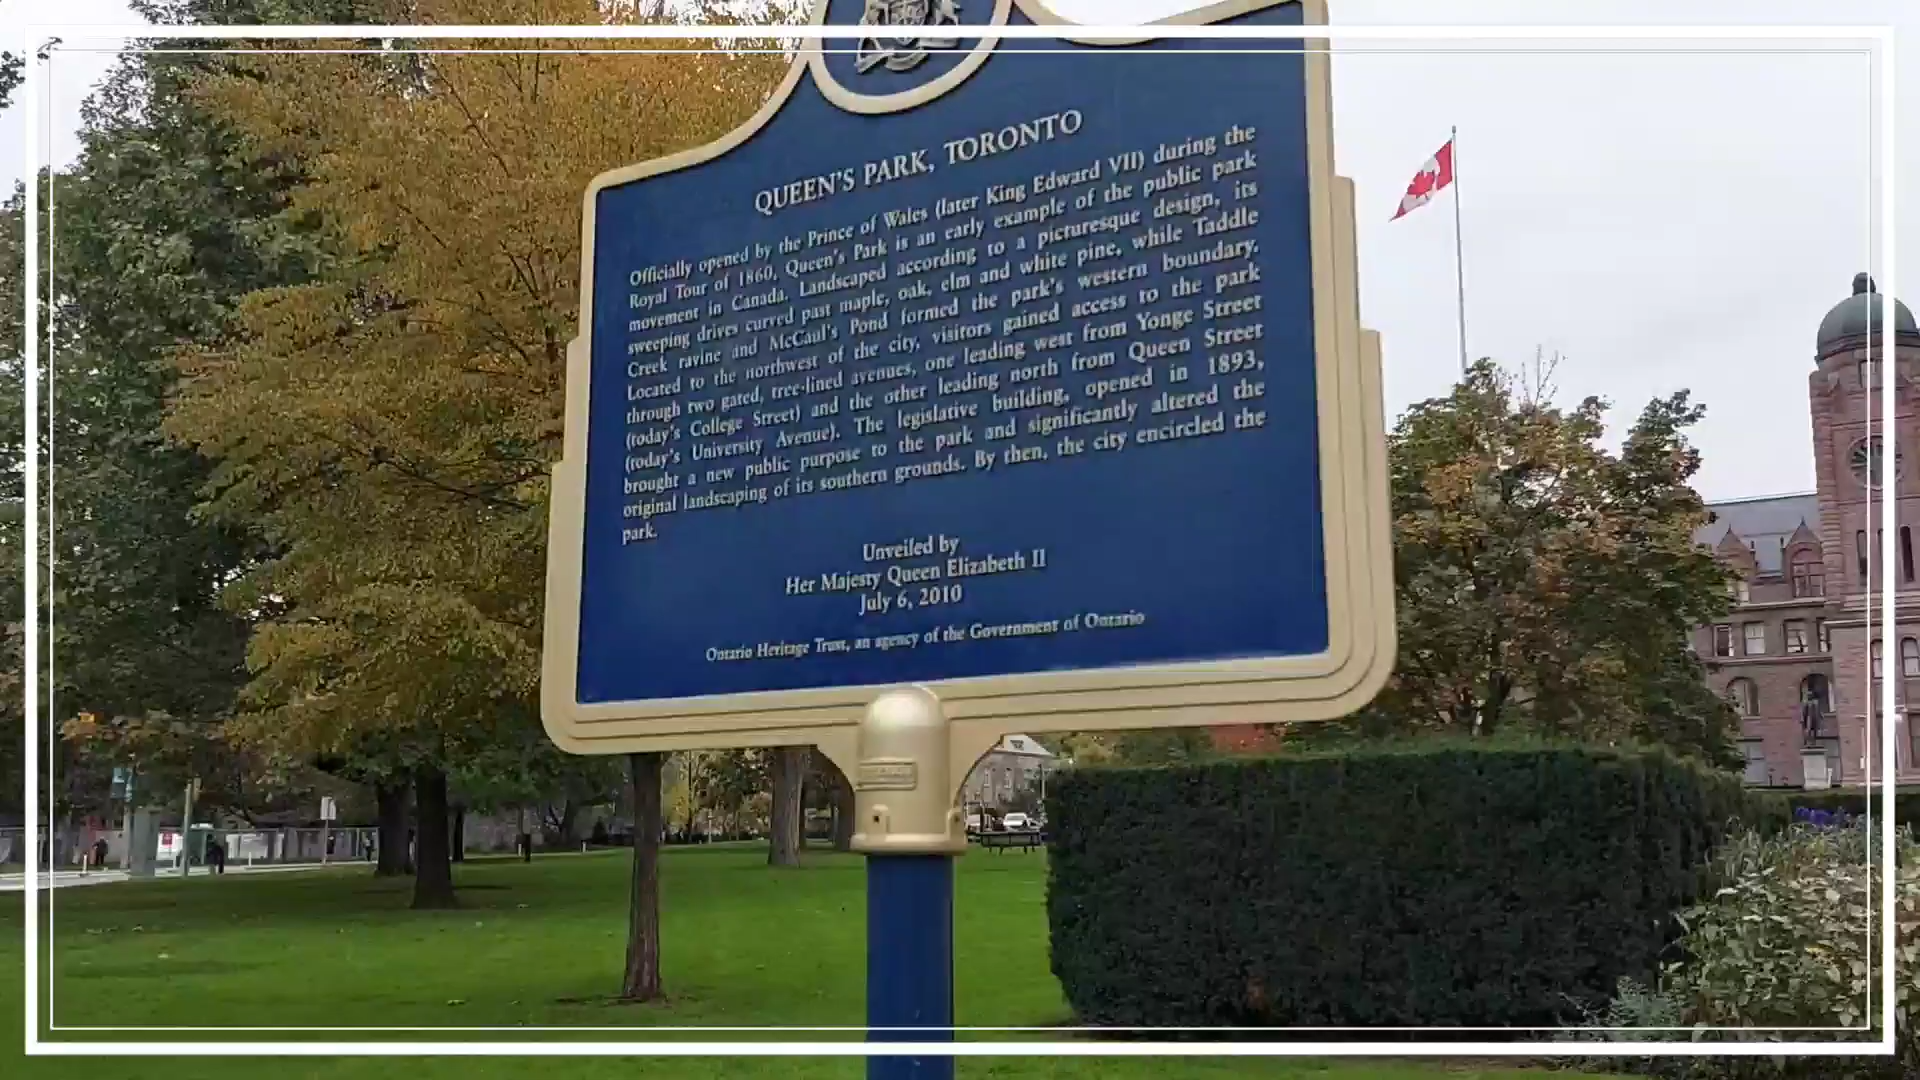 QUEEN'S PARK, TORONTO
Officially opened by the Prince of Wales (later King Edward VII) during the
Royal Tour of 1860, Queen's Park is an early example of the public park
movement in Canada. Landscaped according to a picturesque design, its
sweeping drives curved past maple, oak, elm and white pine, while Taddle
Creek ravine and McCaul's Pond formed the park's western boundary.
Located to the northwest of the city, visitors gained access to the park
through two gated, tree-lined avenues, one leading west from Yonge Street
(today's College Street) and the other leading north from Queen Street
(today's University Avenue). The legislative building, opened in 1893,
brought a new public purpose to the park and significantly altered the
original landscaping of its southern grounds. By then, the city encircled the
park.
Unveiled by
Her Majesty Queen Elizabeth II
July 6, 2010
Ontario Heritage Trust, an agency of the Government of Ontario